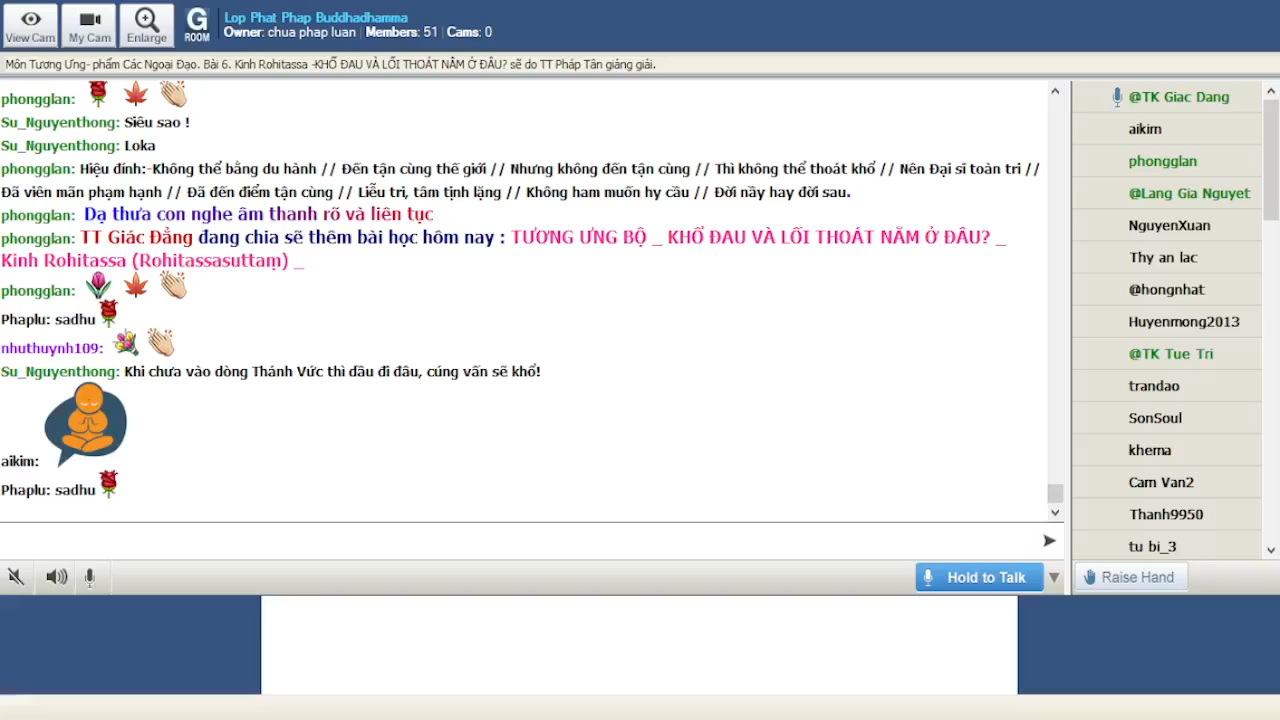 View Cam
My Cam
Enlarge
G
ROOM
Lop Phat Phap Buddhadhamma
Owner: chua phap luan | Members: 51 | Cams: 0
Môn Tương Ưng- phẩm Các Ngoại Đạo. Bài 6. Kinh Rohitassa -KHỔ ĐAU VÀ LỐI THOÁT NẰM Ở ĐÂU? sẽ do TT Pháp Tân giảng giải.
phongglan:
Su_Nguyenthong: Siêu sao !
Su_Nguyenthong: Loka
phongglan: Hiệu đính:-Không thể bằng du hành // Đến tận cùng thế giới // Nhưng không đến tận cùng // Thì không thể thoát khổ // Nên Đại sĩ toàn tri //
Đã viên mãn phạm hạnh // Đã đến điểm tận cùng // Liễu tri, tâm tịnh lặng // Không ham muốn hy cầu // Đời nầy hay đời sau.
phongglan: Dạ thưa con nghe âm thanh rõ và liên tục
phongglan: TT Giác Đẳng đang chia sẽ thêm bài học hôm nay : TƯƠNG ƯNG BỘ _ KHỔ ĐAU VÀ LỐI THOÁT NẰM Ở ĐÂU? _
Kinh Rohitassa (Rohitassasuttaṃ) _
phongglan:
Phaplu: sadhu
nhuthuynh109:
Su_Nguyenthong: Khi chưa vào dòng Thánh Vức thì dầu đi đâu, cúng vẩn sẽ khổ!
aikim:
Phaplu: sadhu
Hold to Talk
@TK Giac Dang
aikim
phongglan
@Lang Gia Nguyet
NguyenXuan
Thy an lac
@hongnhat
Huyenmong2013
@TK Tue Tri
trandao
SonSoul
khema
Cam Van2
Thanh9950
tu bi_3
Raise Hand